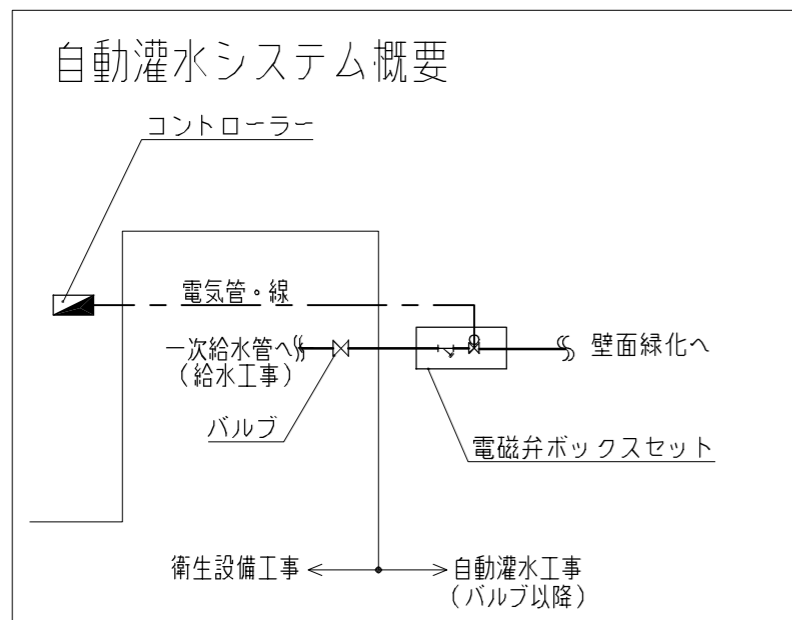 自動灌水システム概要
コントローラー
電気管・線
一次給水管へ
（給水工事）
壁面緑化へ
バルブ
電磁弁ボックスセット
衛生設備工事
自動灌水工事
（バルブ以降）